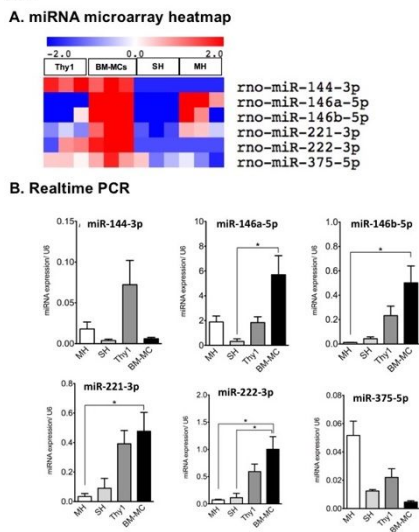 A. miRNA microarray heatmap
-2.0 0.0 2.0
Thy1 BM-MCs SH MH
rno-miR-144-3p
rno-miR-146a-5p
rno-miR-146b-5p
rno-miR-221-3p
rno-miR-222-3p
rno-miR-375-5p
B. Realtime PCR
miR-144-3p
miRNA expression/ U6
0.15
0.10
0.05
0.00
MH SH Thy1 BM-MC
miR-146a-5p
miRNA expression/ U6
10
8
6
4
2
0
*
MH SH Thy1 BM-MC
miR-146b-5p
miRNA expression/ U6
1.0
0.8
0.6
0.4
0.2
0.0
*
MH SH Thy1 BM-MC
miR-221-3p
miRNA expression/ U6
0.8
0.6
0.4
0.2
0.0
*
MH SH Thy1 BM-MC
miR-222-3p
miRNA expression/ U6
2.0
1.5
1.0
0.5
0.0
*
*
MH SH Thy1 BM-MC
miR-375-5p
miRNA expression/ U6
0.08
0.06
0.04
0.02
0.00
MH SH Thy1 BM-MC